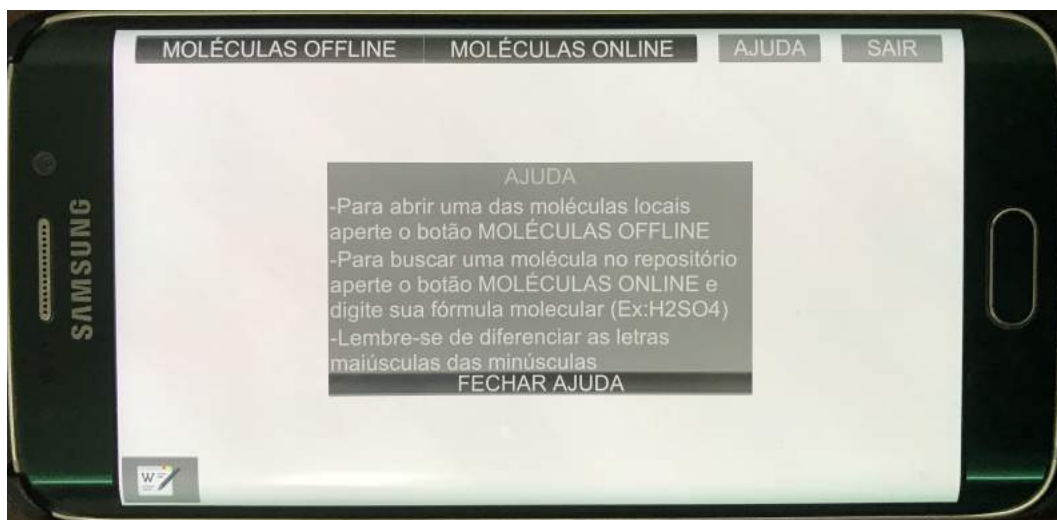 MOLÉCULAS OFFLINE MOLÉCULAS ONLINE AJUDA SAIR
AJUDA
-Para abrir uma das moléculas locais
aperte o botão MOLÉCULAS OFFLINE
-Para buscar uma molécula no repositório
aperte o botão MOLÉCULAS ONLINE e
digite sua fórmula molecular (Ex:H2SO4)
-Lembre-se de diferenciar as letras
maiúsculas das minúsculas
FECHAR AJUDA
SAMSUNG
W